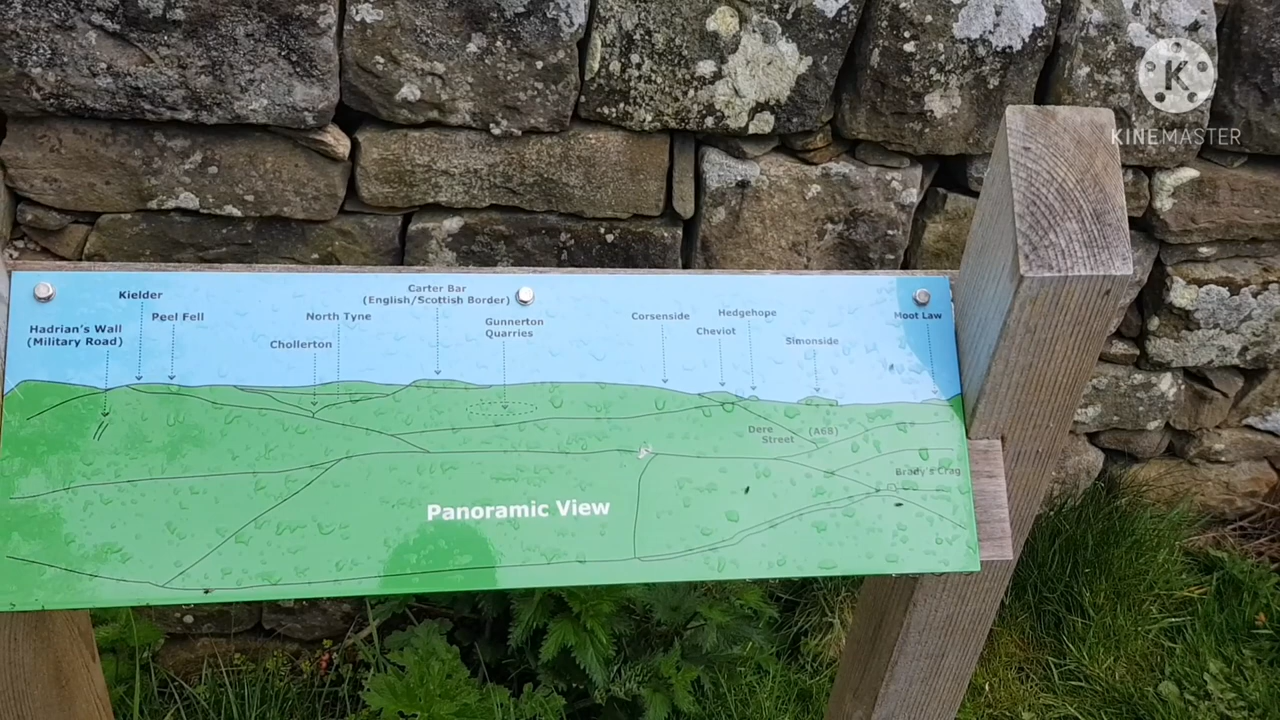 K
KINEMASTER
Kielder
Peel Fell
Hadrian's Wall
(Military Road)
North Tyne
Chollerton
Carter Bar
(English/Scottish Border)
Gunnerton
Quarries
Corsenside
Hedgehope
Cheviot
Simonside
Moot Law
Dere
Street
(A68)
Brady's Crag
Panoramic View